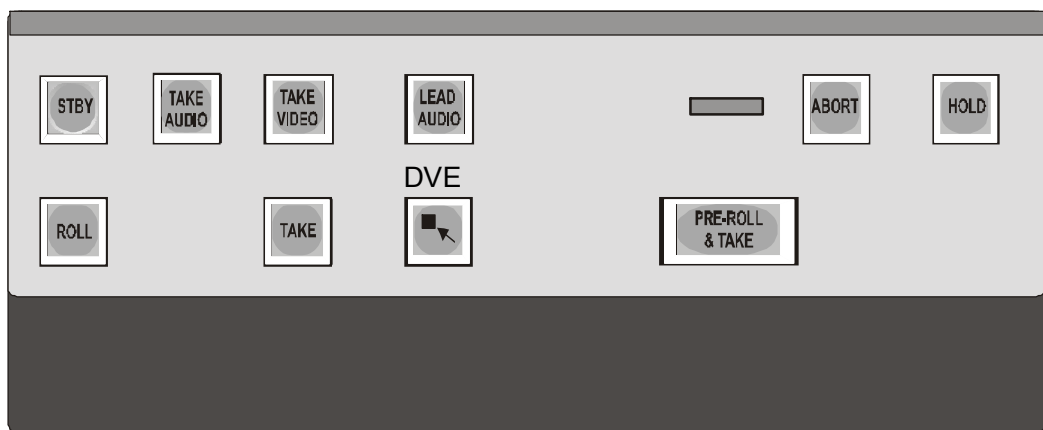 STBY
TAKE
AUDIO
TAKE
VIDEO
LEAD
AUDIO
ABORT
HOLD
DVE
ROLL
TAKE
PRE-ROLL
& TAKE